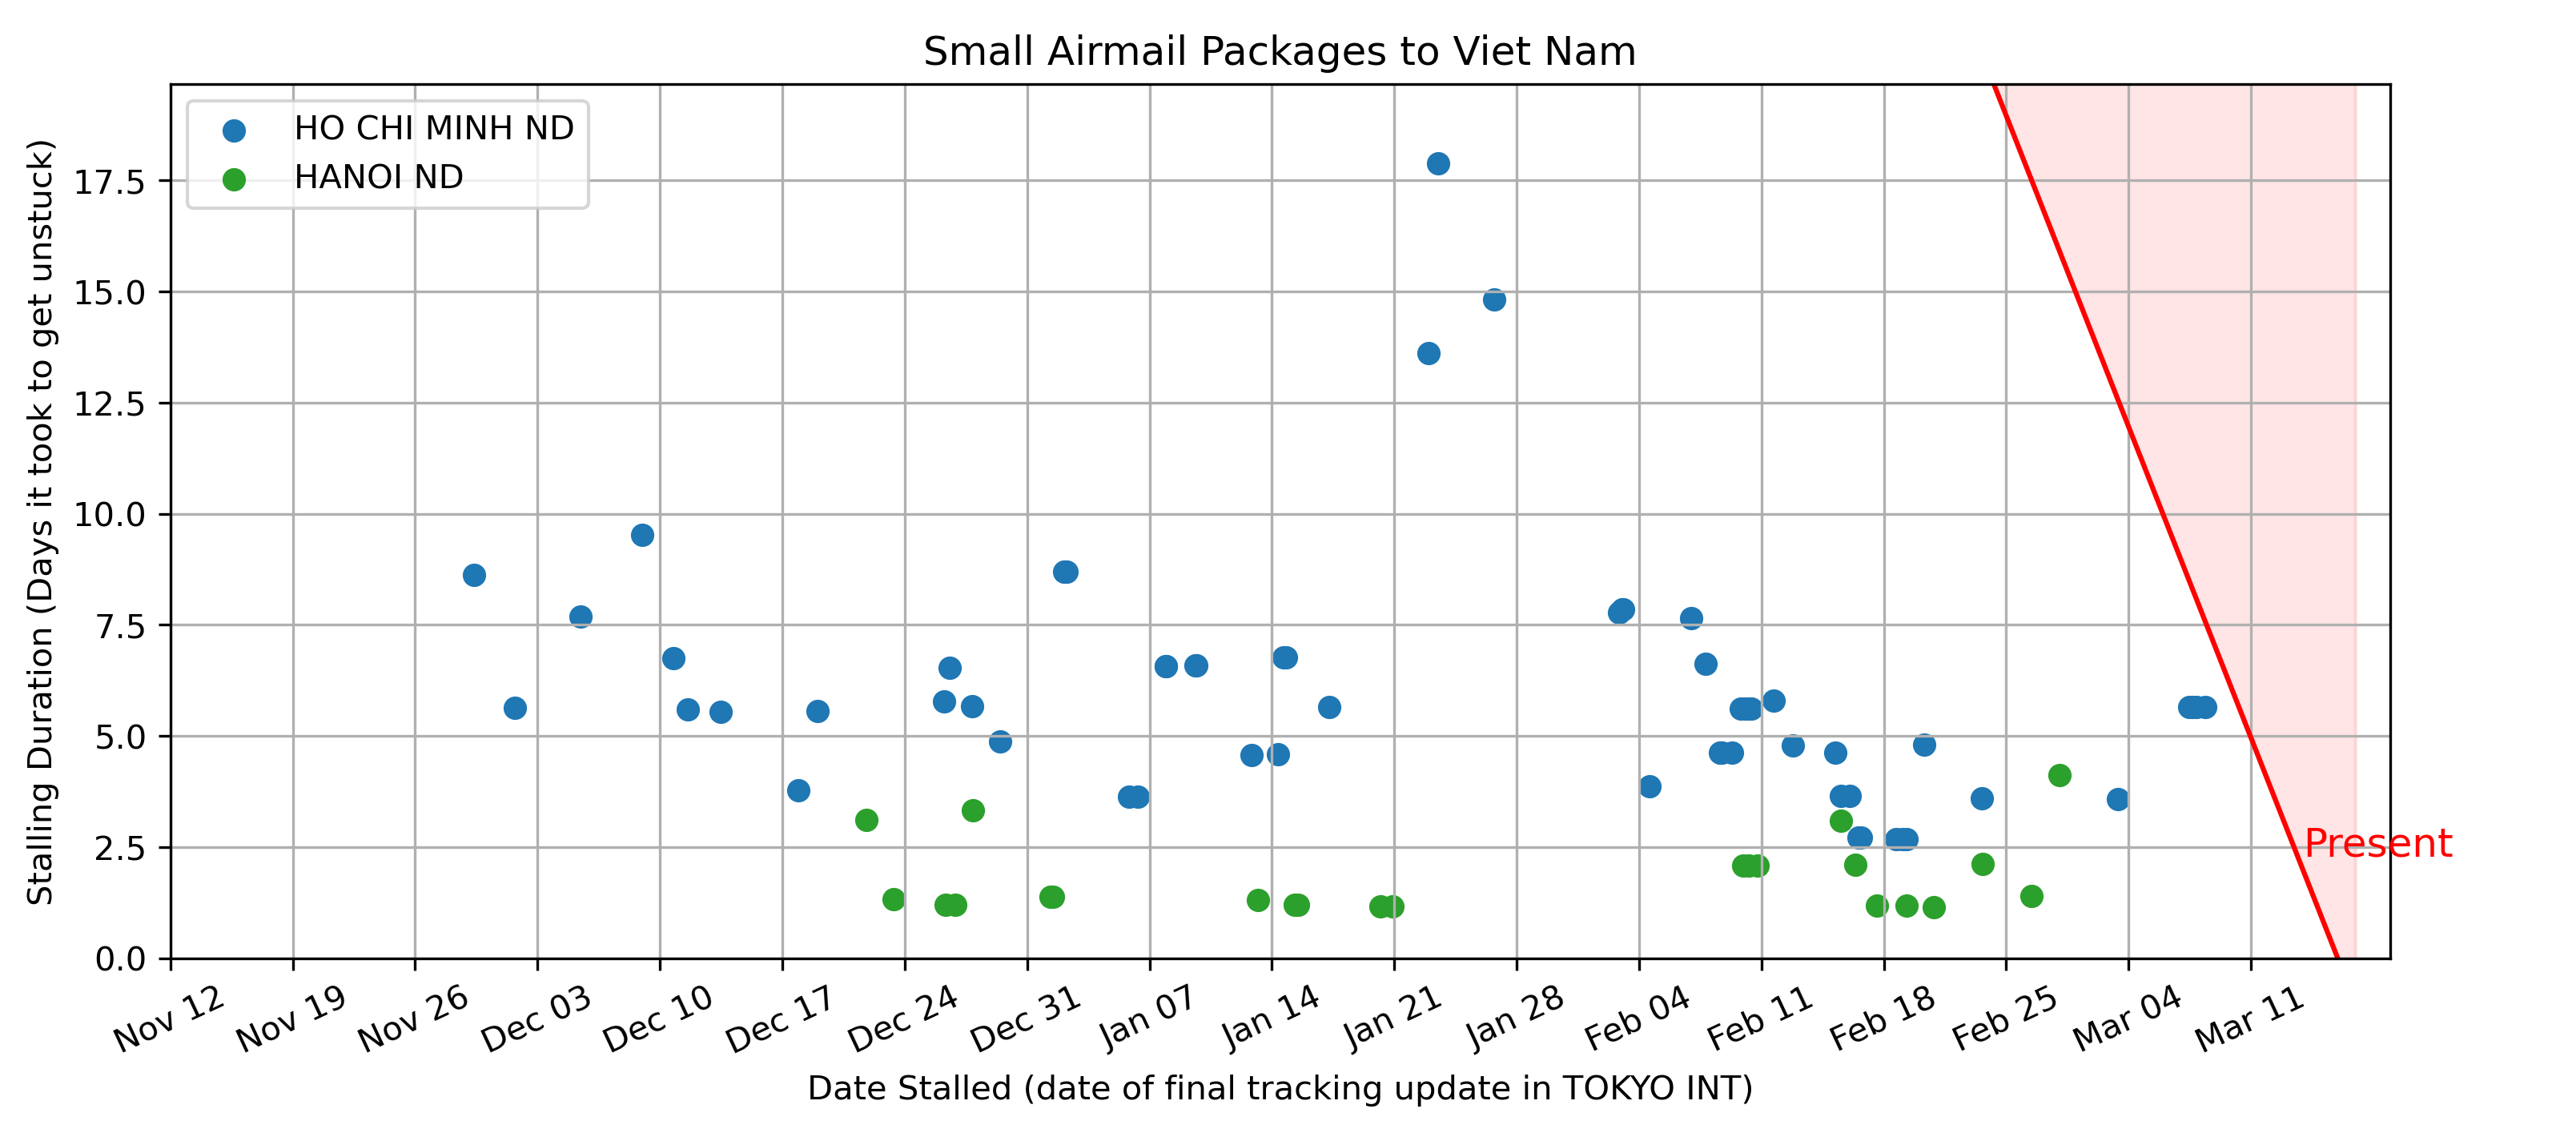 Small Airmail Packages to Viet Nam
HO CHI MINH ND
HANOI ND
Stalling Duration (Days it took to get unstuck)
17.5
15.0
12.5
10.0
7.5
5.0
2.5
0.0
Present
Nov 12
Nov 19
Nov 26
Dec 03
Dec 10
Dec 17
Dec 24
Dec 31
Jan 07
Jan 14
Jan 21
Jan 28
Feb 04
Feb 11
Feb 18
Feb 25
Mar 04
Mar 11
Date Stalled (date of final tracking update in TOKYO INT)